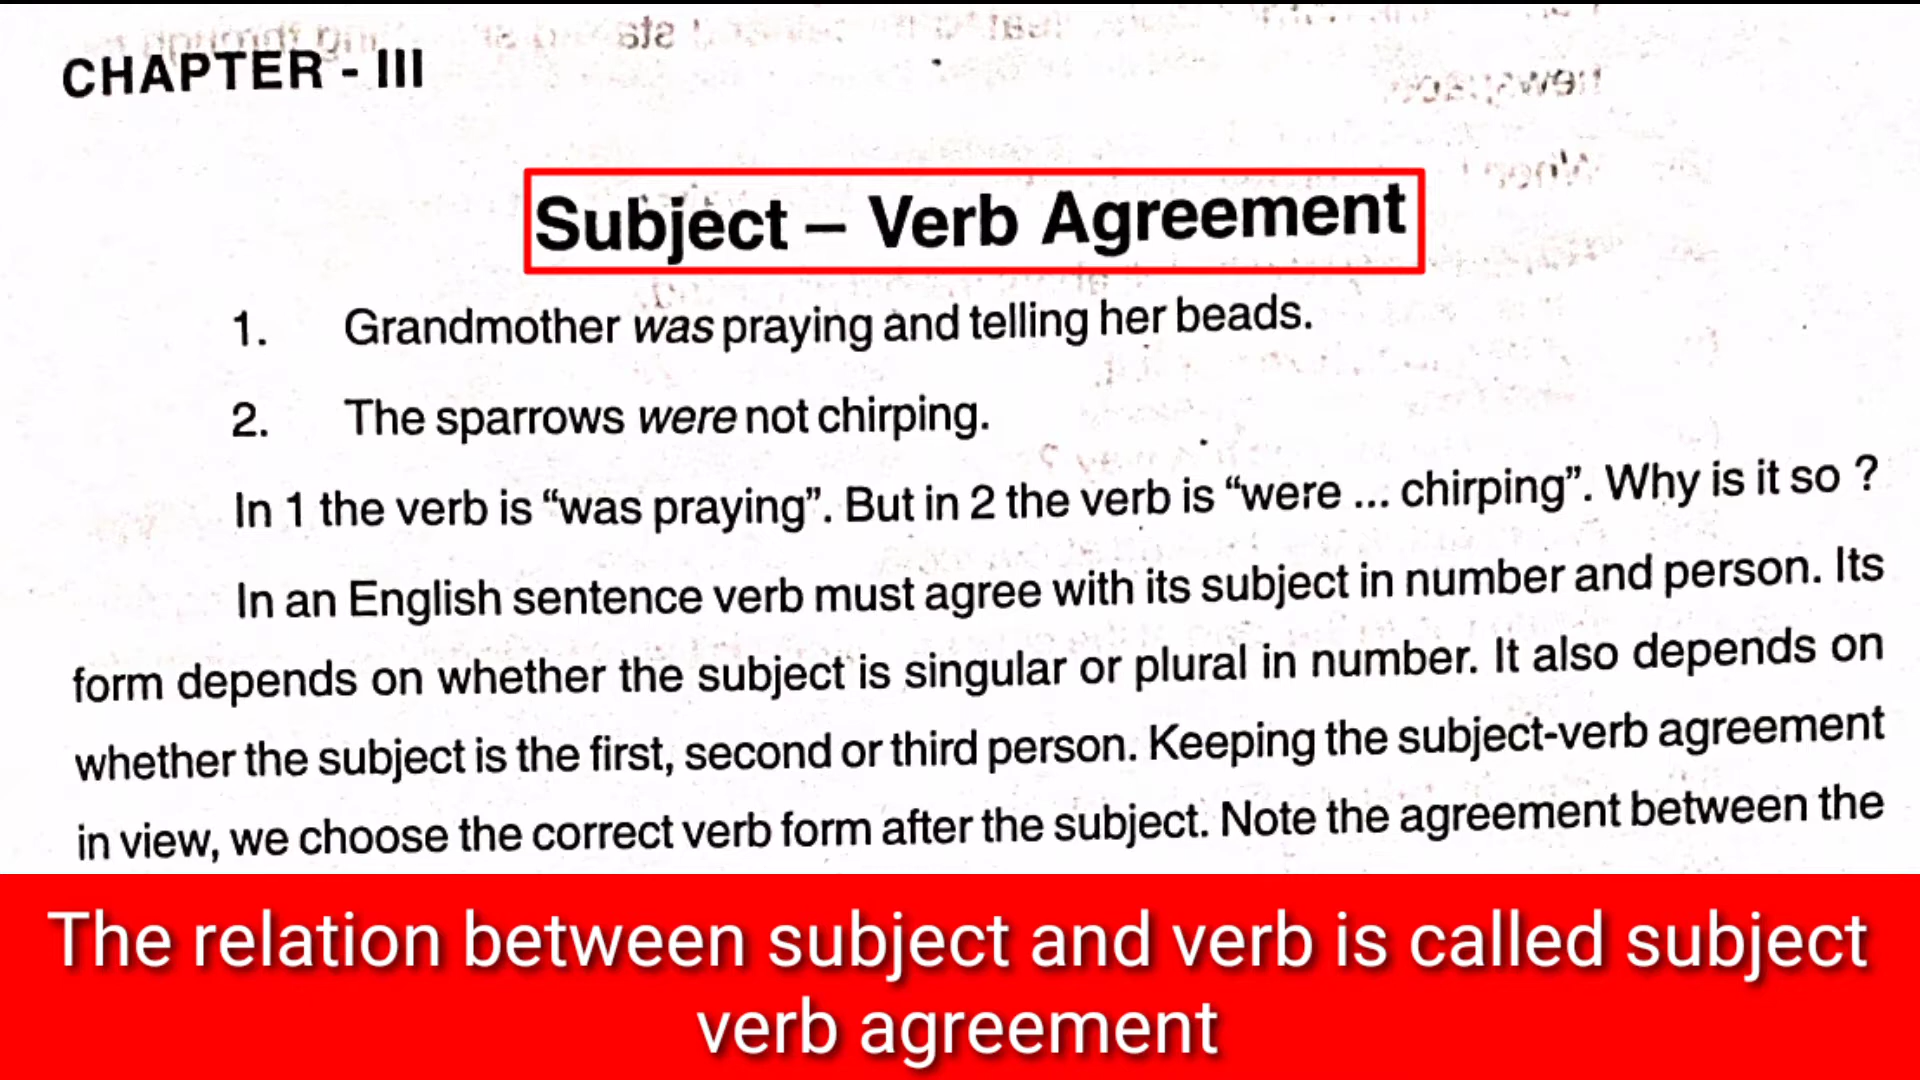 CHAPTER - III
Subject – Verb Agreement
1. Grandmother was praying and telling her beads.
2. The sparrows were not chirping.
In 1 the verb is “was praying”. But in 2 the verb is “were ... chirping”. Why is it so ?
In an English sentence verb must agree with its subject in number and person. Its
form depends on whether the subject is singular or plural in number. It also depends on
whether the subject is the first, second or third person. Keeping the subject-verb agreement
in view, we choose the correct verb form after the subject. Note the agreement between the
The relation between subject and verb is called subject
verb agreement